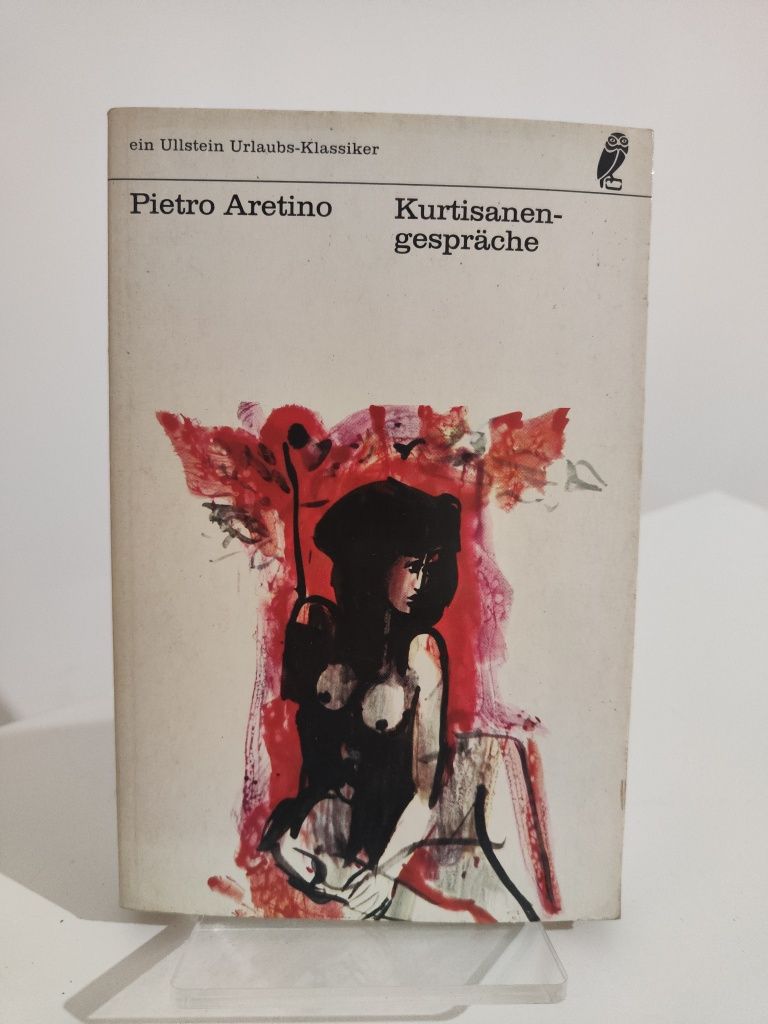 ein Ullstein Urlaubs-Klassiker
Pietro Aretino
Kurtisanen-
gespräche